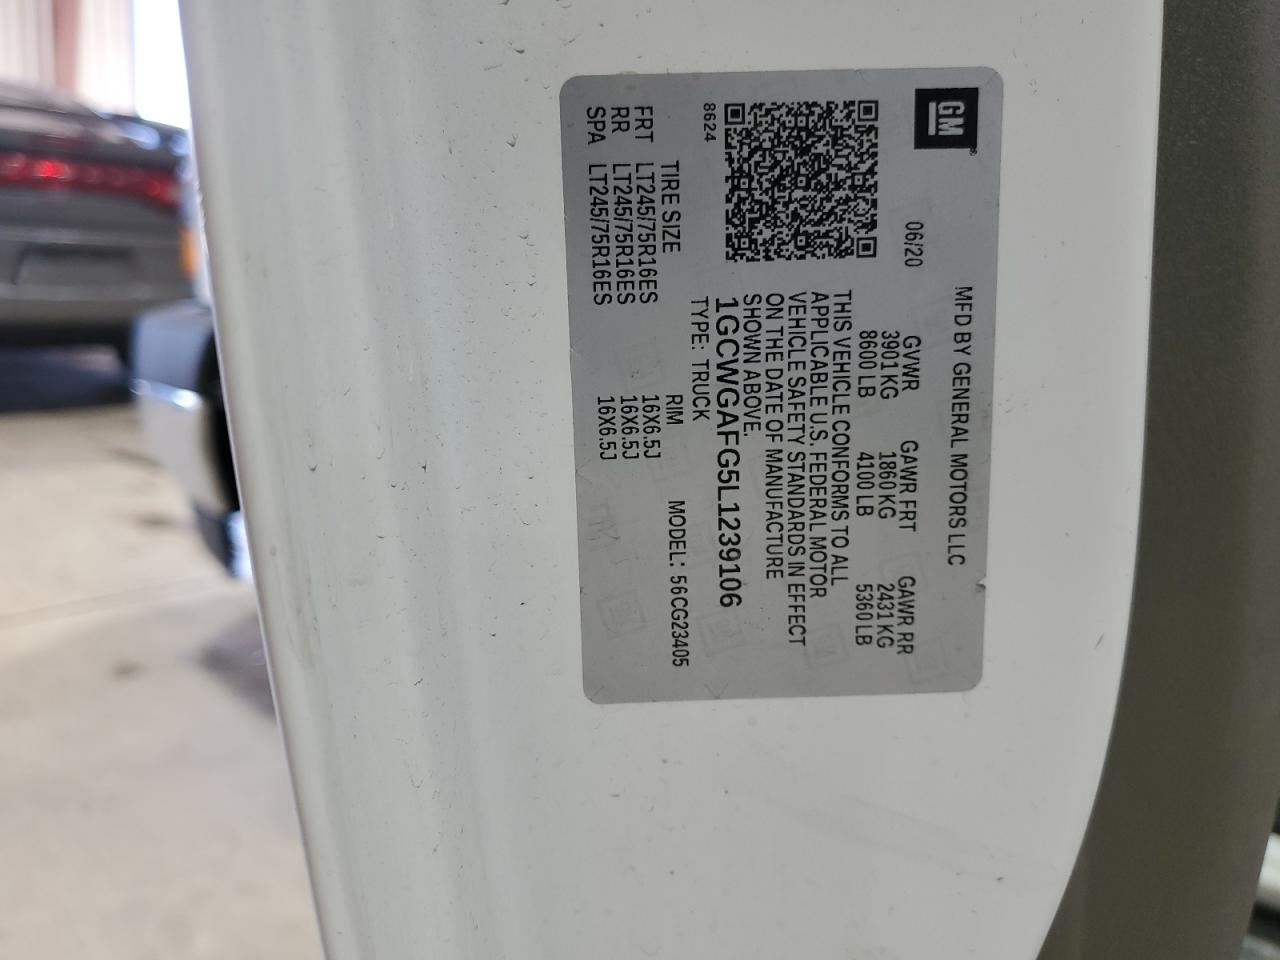 GM
MFD BY GENERAL MOTORS LLC
06/20
GVWR GAWR FRT GAWR RR
3901 KG 1860 KG 2431 KG
8600 LB 4100 LB 5360 LB
THIS VEHICLE CONFORMS TO ALL
APPLICABLE U.S. FEDERAL MOTOR
VEHICLE SAFETY STANDARDS IN EFFECT
ON THE DATE OF MANUFACTURE
SHOWN ABOVE.
1GCWGAFG5L1239106
8624
TYPE: TRUCK MODEL: 56CG23405
TIRE SIZE RIM
FRT LT245/75R16ES 16X6.5J
RR LT245/75R16ES 16X6.5J
SPA LT245/75R16ES 16X6.5J